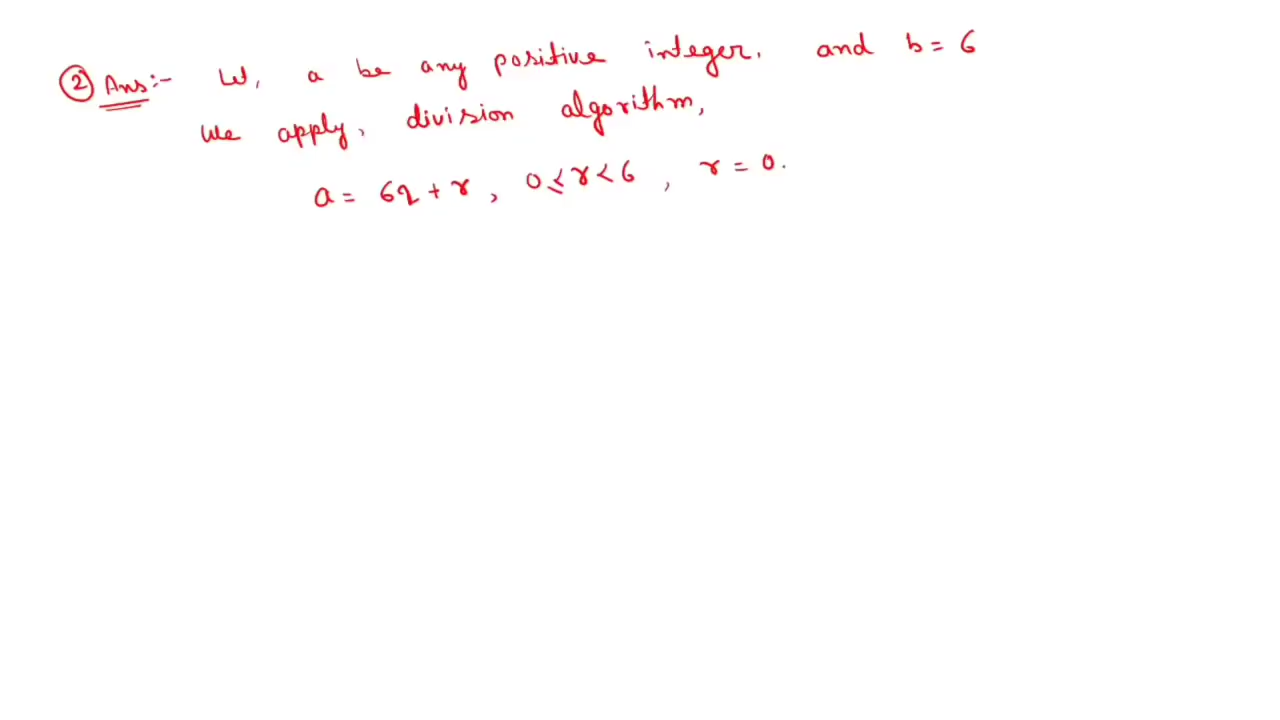 ② Ans:- Let, a be any positive integer. and b = 6
We apply, division algorithm,
a = 6q + r, 0 ≤ r < 6, r = 0.